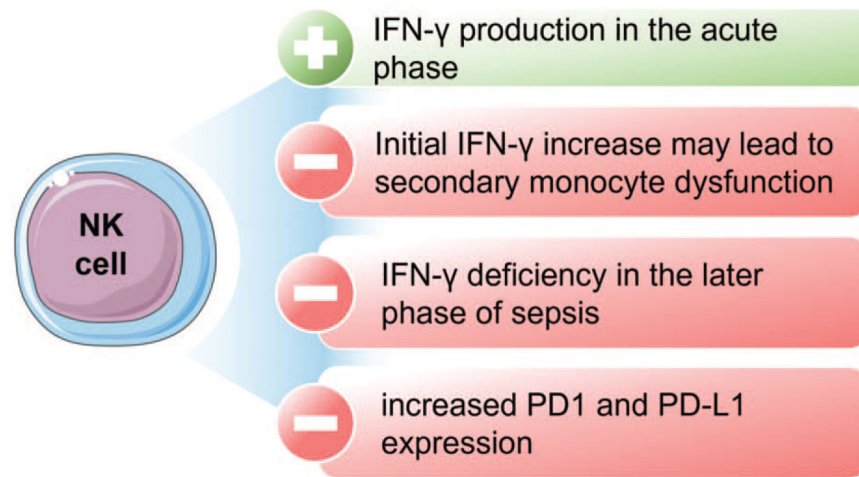 IFN-γ production in the acute
phase
Initial IFN-γ increase may lead to
secondary monocyte dysfunction
NK
cell
IFN-γ deficiency in the later
phase of sepsis
increased PD1 and PD-L1
expression